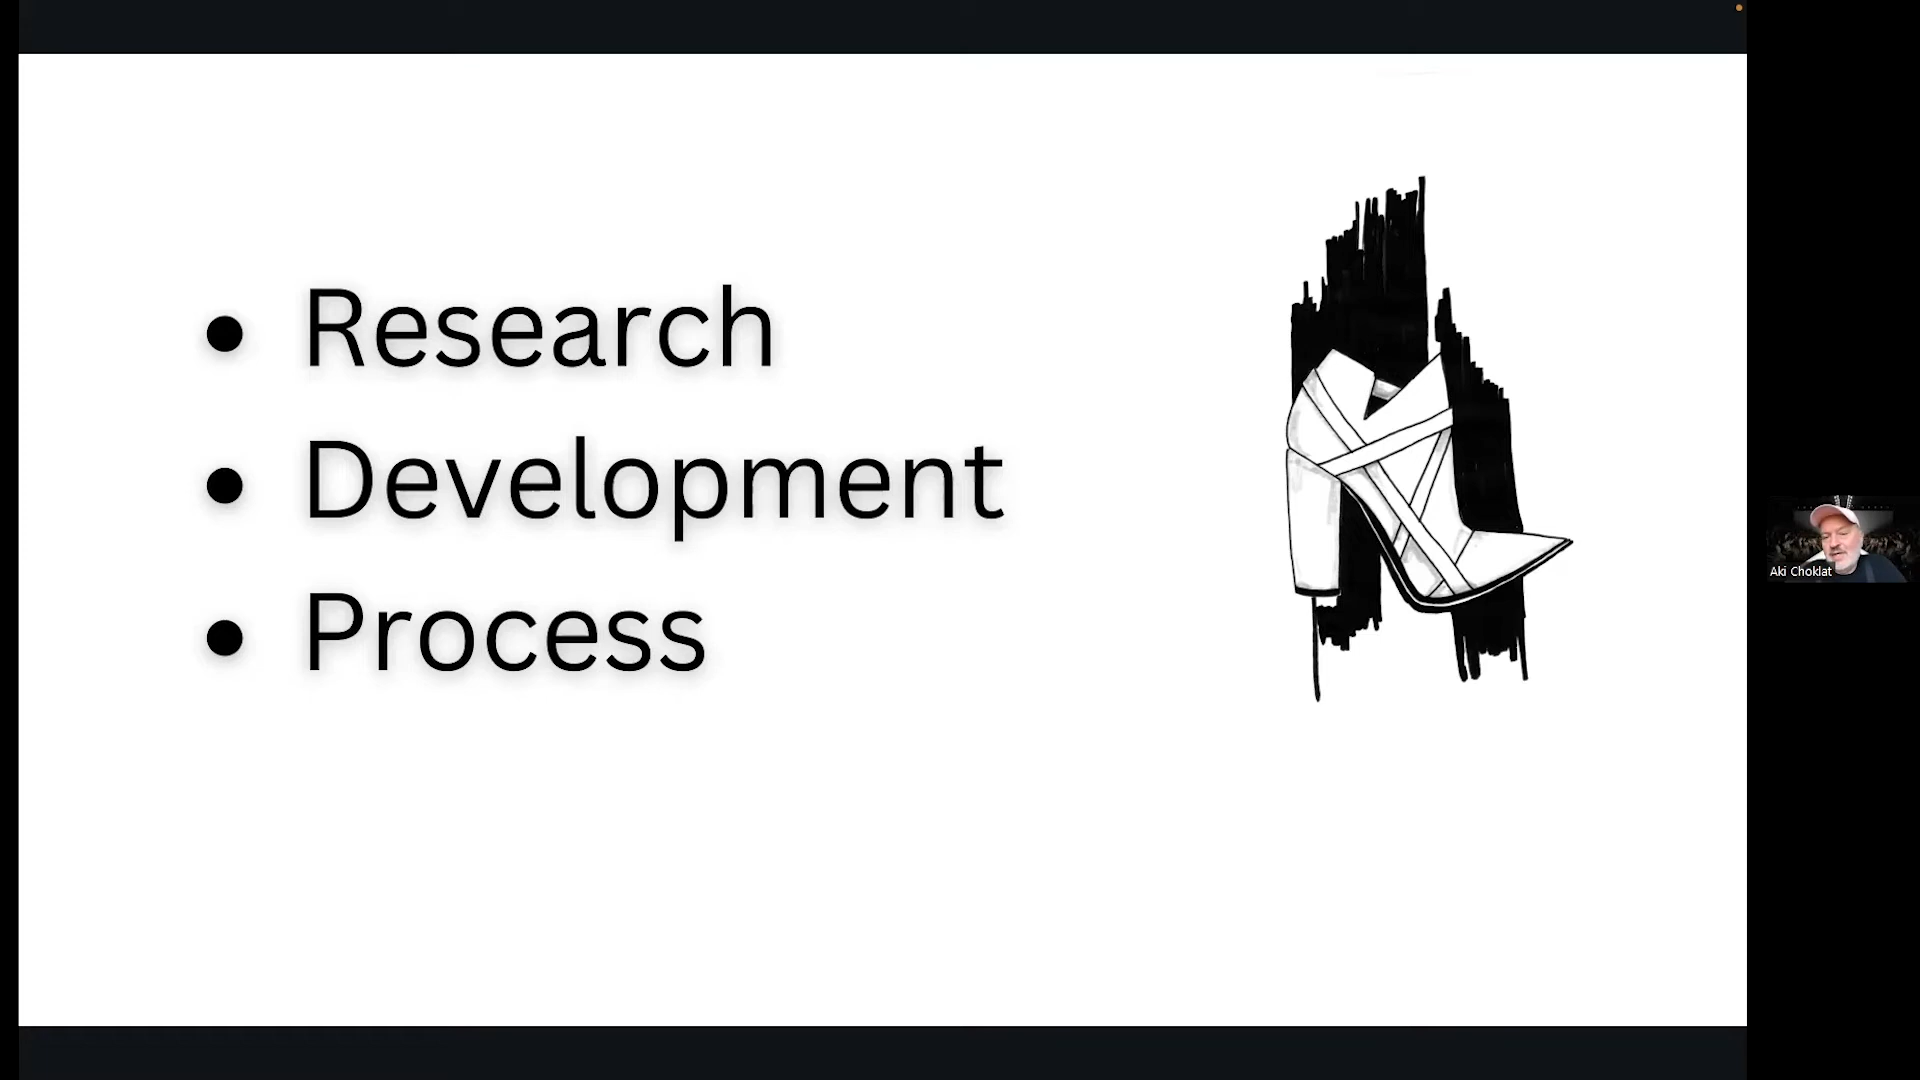 • Research
• Development
• Process
Aki Choklat